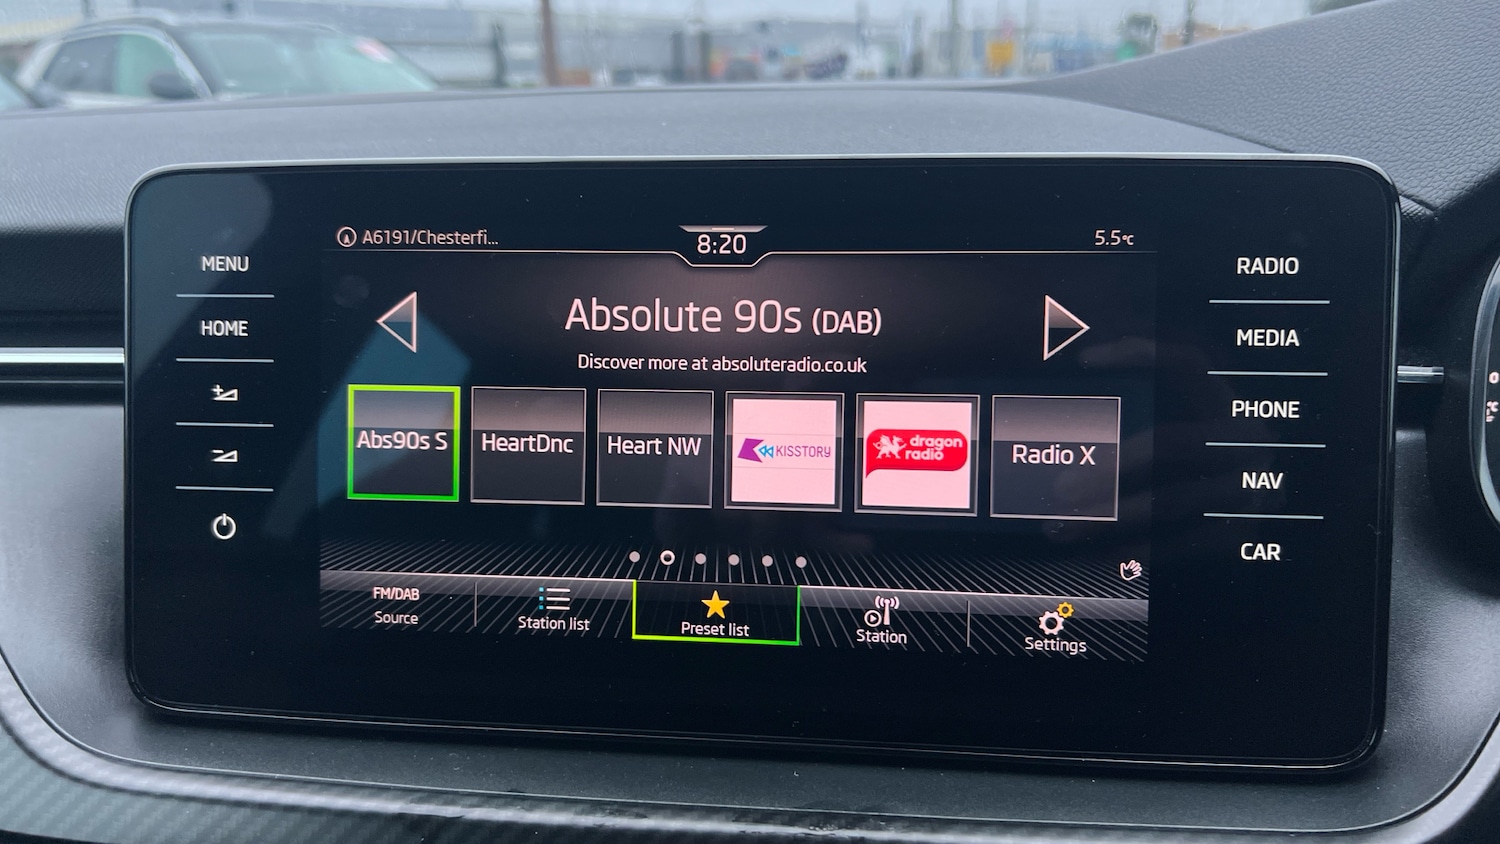 A6191/Chesterfi...
8:20
5.5°C
MENU
HOME
RADIO
MEDIA
PHONE
NAV
CAR
Absolute 90s (DAB)
Discover more at absoluteradio.co.uk
Abs90s S
HeartDnc
Heart NW
KISSTORY
dragon
radio
Radio X
FM/DAB
Source
Station list
Preset list
Station
Settings